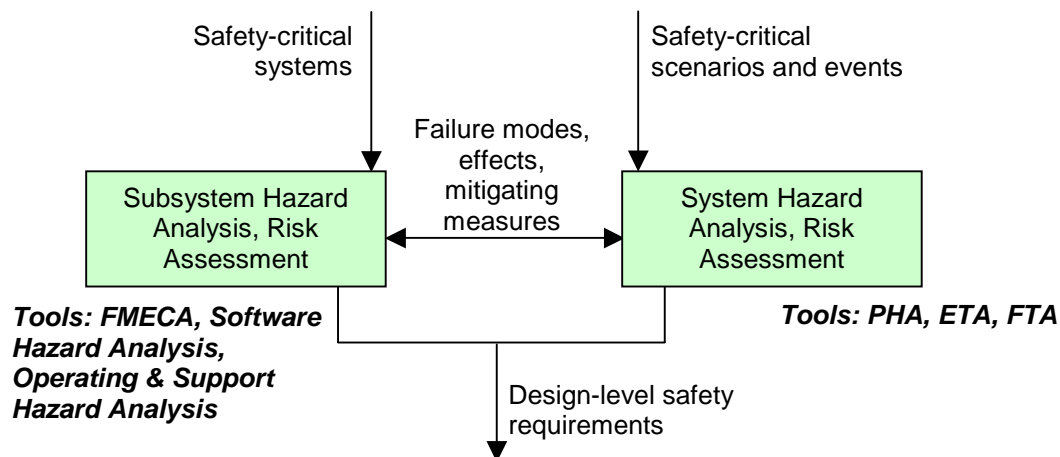 Safety-critical
systems
Safety-critical
scenarios and events
Failure modes,
effects,
mitigating
measures
Subsystem Hazard
Analysis, Risk
Assessment
System Hazard
Analysis, Risk
Assessment
Tools: FMECA, Software
Hazard Analysis,
Operating & Support
Hazard Analysis
Tools: PHA, ETA, FTA
Design-level safety
requirements